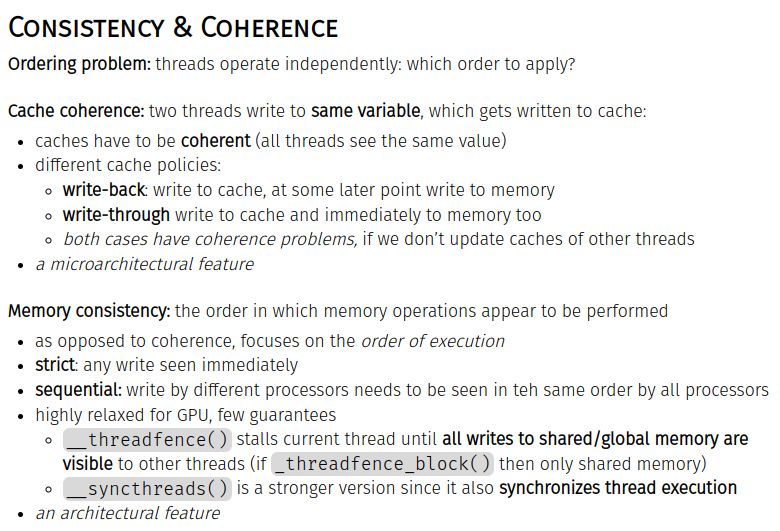 CONSISTENCY & COHERENCE
Ordering problem: threads operate independently: which order to apply?
Cache coherence: two threads write to same variable, which gets written to cache:
• caches have to be coherent (all threads see the same value)
• different cache policies:
◦ write-back: write to cache, at some later point write to memory
◦ write-through write to cache and immediately to memory too
◦ both cases have coherence problems, if we don't update caches of other threads
• a microarchitectural feature
Memory consistency: the order in which memory operations appear to be performed
• as opposed to coherence, focuses on the order of execution
• strict: any write seen immediately
• sequential: write by different processors needs to be seen in teh same order by all processors
• highly relaxed for GPU, few guarantees
◦ __threadfence() stalls current thread until all writes to shared/global memory are
visible to other threads (if _threadfence_block() then only shared memory)
◦ __syncthreads() is a stronger version since it also synchronizes thread execution
• an architectural feature